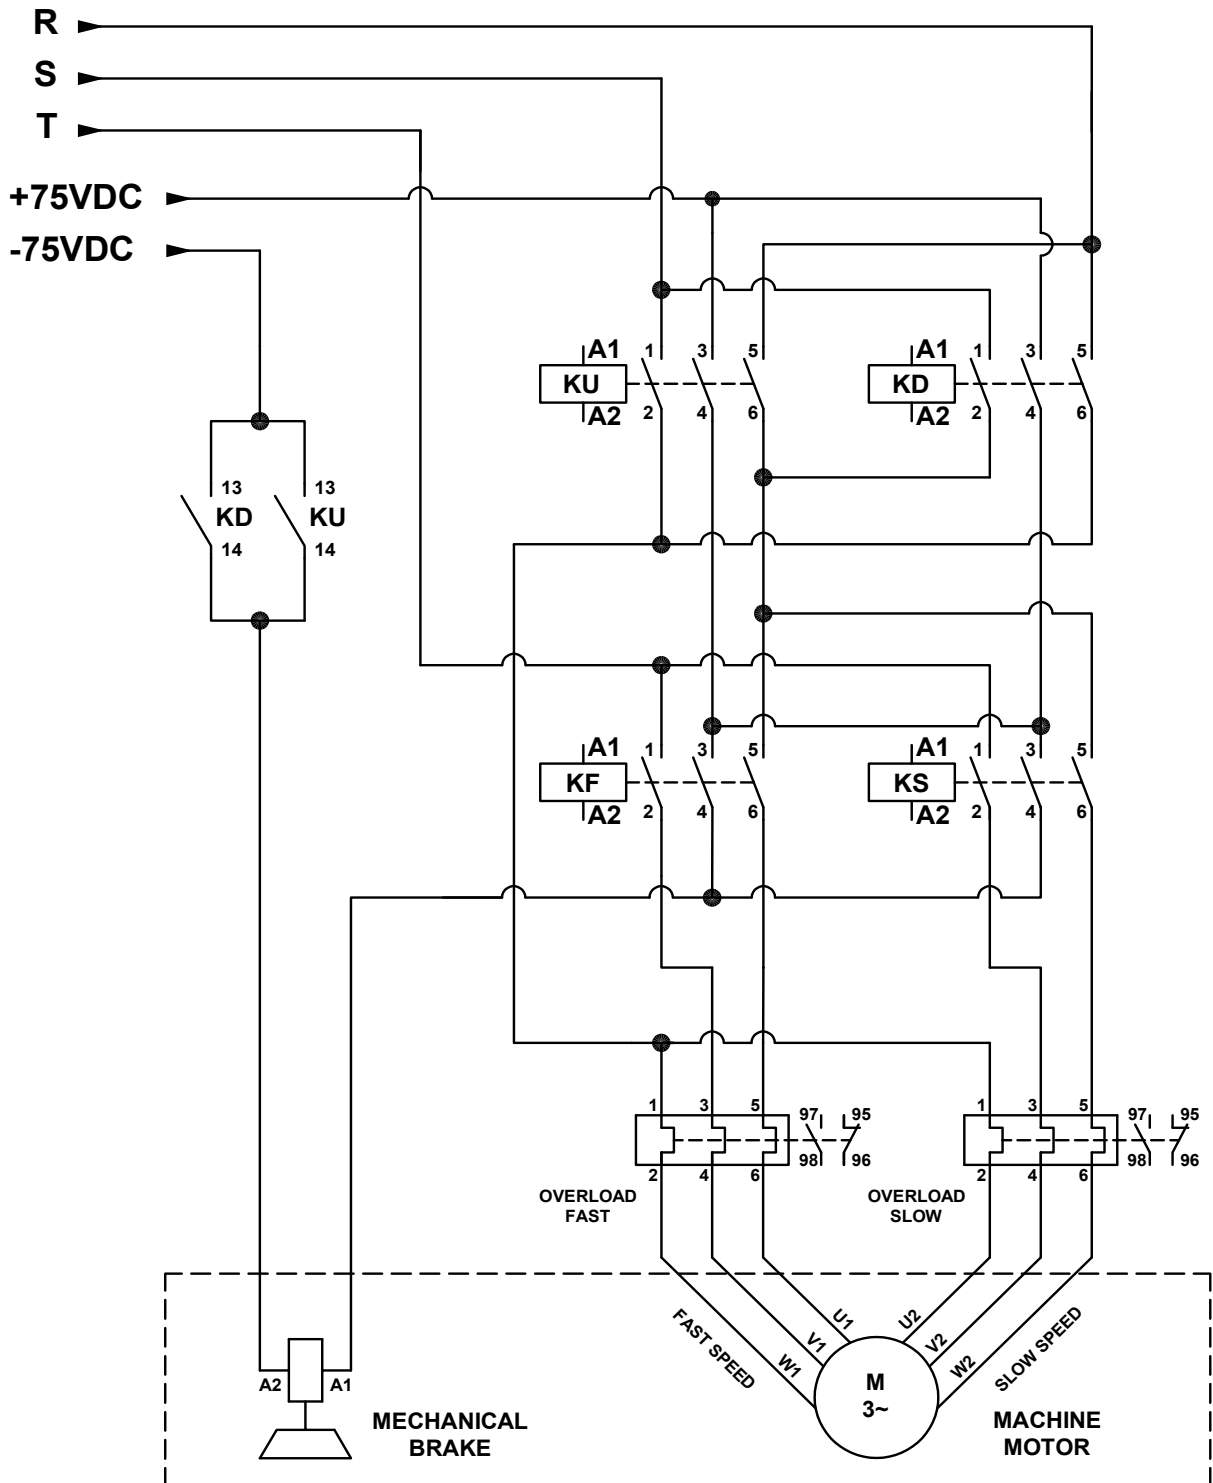 R
S
T
+75VDC
-75VDC
A1 1 3 5 A1 1 3 5
KU KD
A2 2 4 6 A2 2 4 6
13 13
KD KU
14 14
A1 1 3 5 A1 1 3 5
KF KS
A2 2 4 6 A2 2 4 6
1 3 5 97 95 1 3 5 97 95
2 4 6 98 96 2 4 6 98 96
OVERLOAD
FAST
OVERLOAD
SLOW
FAST SPEED
W1
V1
U1
U2
V2
W2
SLOW SPEED
A2 A1
MECHANICAL
BRAKE
M
3~
MACHINE
MOTOR